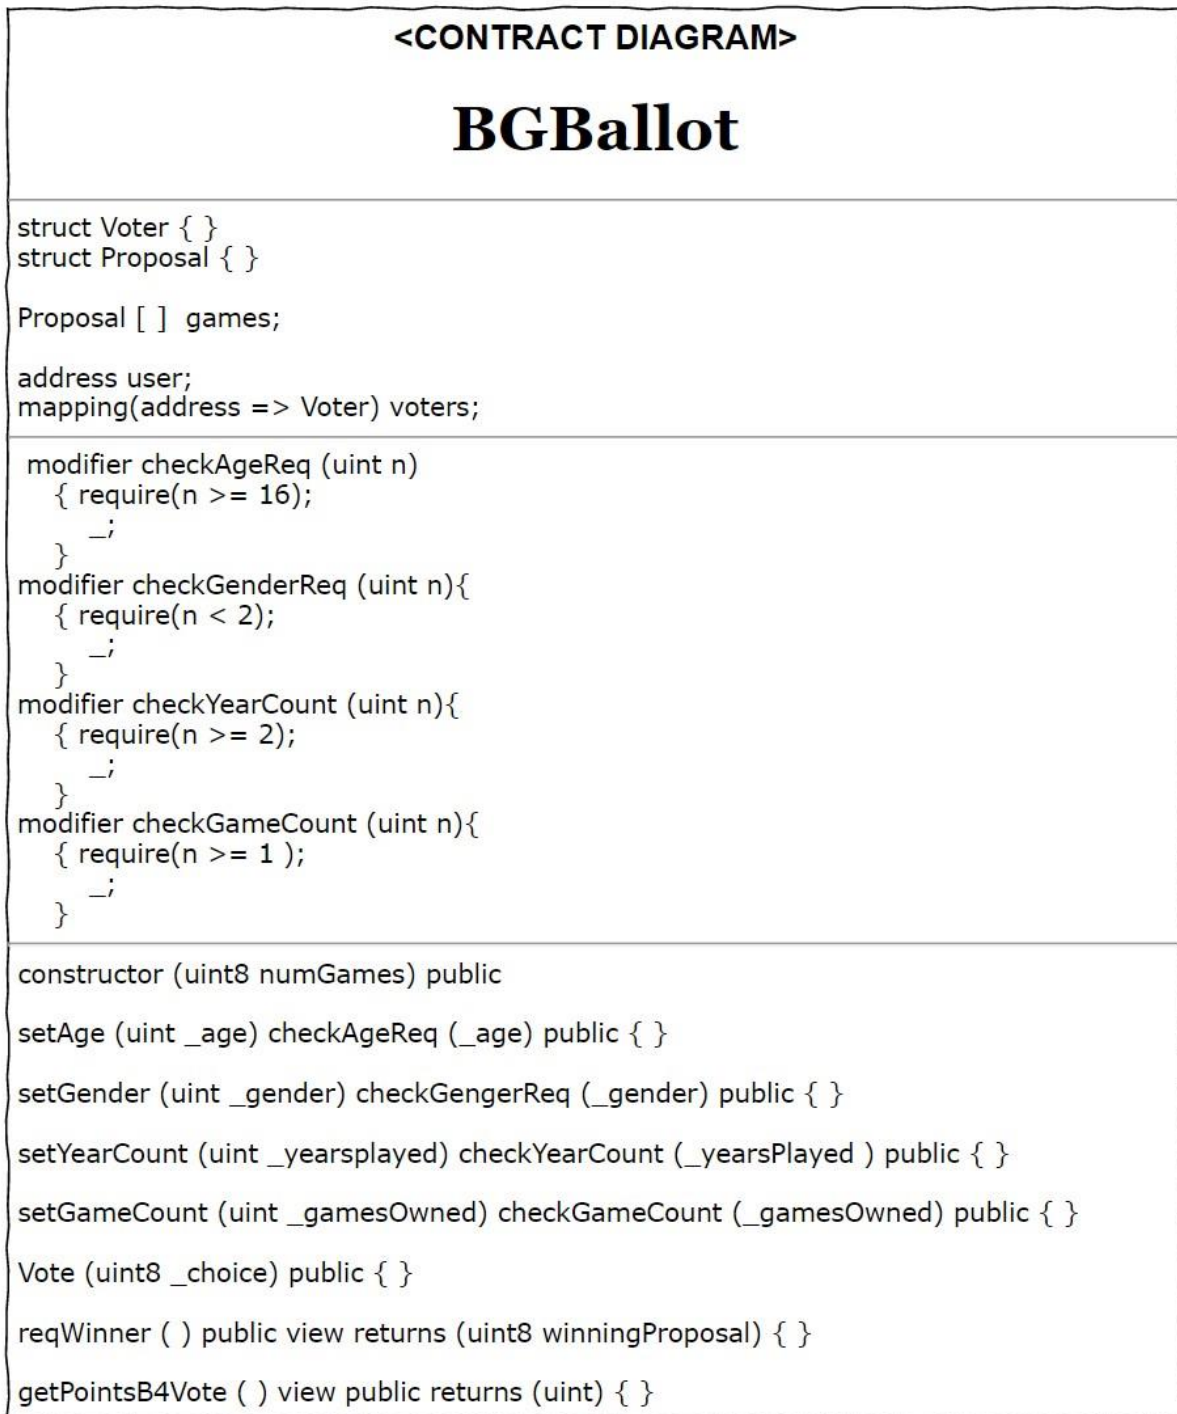 <CONTRACT DIAGRAM>
BGBallot
struct Voter { }
struct Proposal { }
Proposal [ ]  games;
address user;
mapping(address => Voter) voters;
modifier checkAgeReq (uint n)
{ require(n >= 16);
_;
}
modifier checkGenderReq (uint n){
{ require(n < 2);
_;
}
modifier checkYearCount (uint n){
{ require(n >= 2);
_;
}
modifier checkGameCount (uint n){
{ require(n >= 1 );
_;
}
constructor (uint8 numGames) public
setAge (uint _age) checkAgeReq (_age) public { }
setGender (uint _gender) checkGengerReq (_gender) public { }
setYearCount (uint _yearsplayed) checkYearCount (_yearsPlayed ) public { }
setGameCount (uint _gamesOwned) checkGameCount (_gamesOwned) public { }
Vote (uint8 _choice) public { }
reqWinner ( ) public view returns (uint8 winningProposal) { }
getPointsB4Vote ( ) view public returns (uint) { }